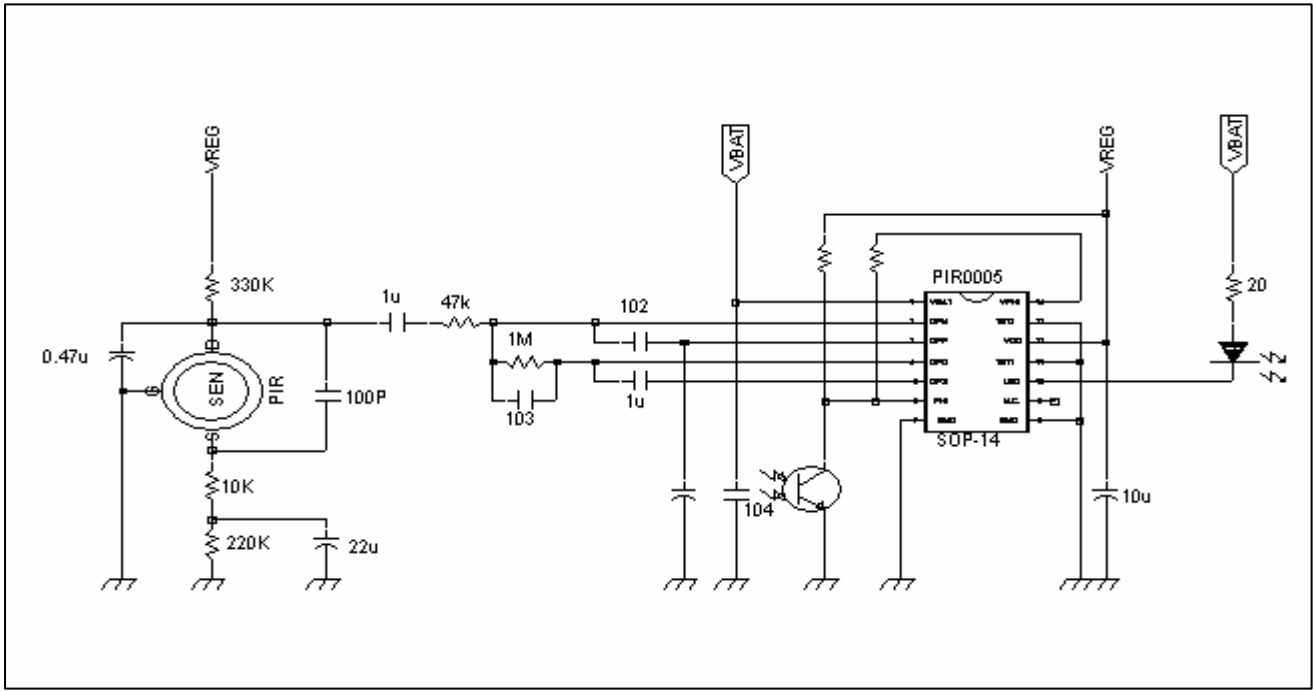 VREG
VBAT
VREG
VBAT
330K
PIR0005
20
1u
47k
102
0.47u
D
1M
G
SEN
PIR
100P
103
1u
S
SOP-14
10K
104
10u
220K
22u